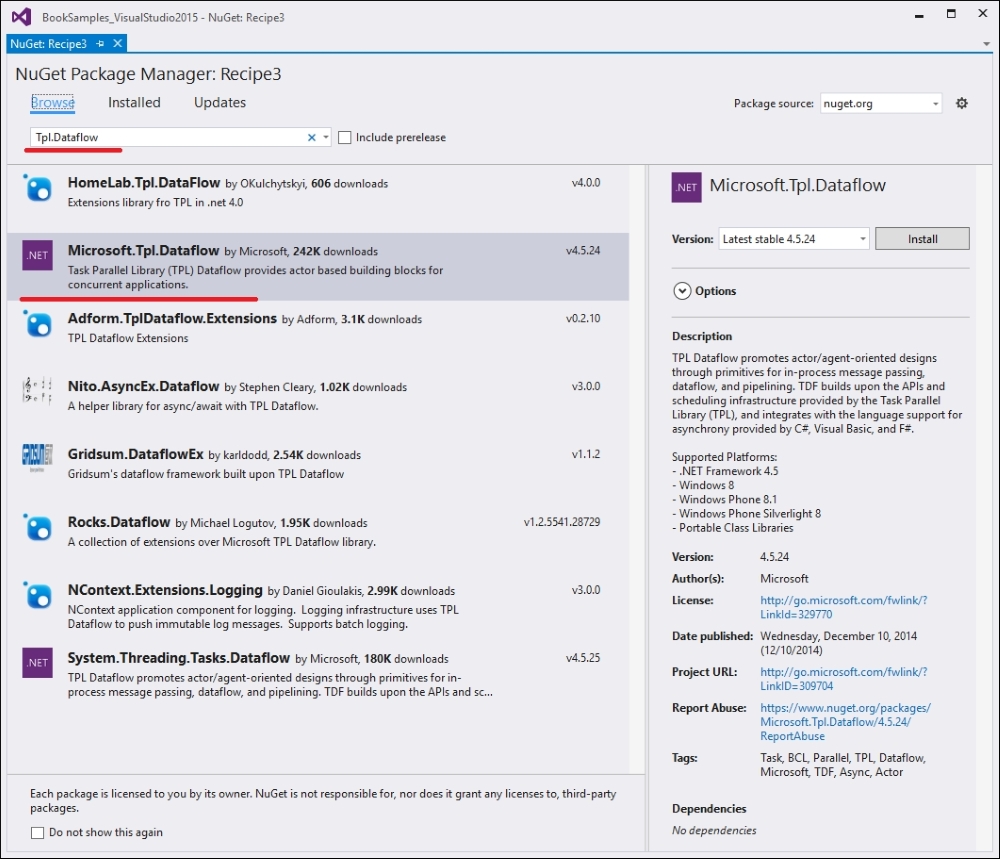 BookSamples_VisualStudio2015 - NuGet: Recipe3
NuGet: Recipe3
NuGet Package Manager: Recipe3
Browse Installed Updates
Package source: nuget.org
Tpl.Dataflow
Include prerelease
HomeLab.Tpl.DataFlow by OKulchytskyi, 606 downloads v4.0.0
Extensions library fro TPL in .net 4.0
.NET
Microsoft.Tpl.Dataflow by Microsoft, 242K downloads v4.5.24
Task Parallel Library (TPL) Dataflow provides actor based building blocks for
concurrent applications.
Adform.TplDataflow.Extensions by Adform, 3.1K downloads v0.2.10
TPL Dataflow Extensions
Nito.AsyncEx.Dataflow by Stephen Cleary, 1.02K downloads v3.0.0
A helper library for async/await with TPL Dataflow.
Gridsum.DataflowEx by karldodd, 2.54K downloads v1.1.2
Gridsum's dataflow framework built upon TPL Dataflow
Rocks.Dataflow by Michael Logutov, 1.95K downloads v1.2.5541.28729
A collection of extensions over Microsoft TPL Dataflow library.
NContext.Extensions.Logging by Daniel Gioulakis, 2.99K downloads v3.0.0
NContext application component for logging. Logging infrastructure uses TPL
Dataflow to push immutable log messages. Supports batch logging.
.NET
System.Threading.Tasks.Dataflow by Microsoft, 180K downloads v4.5.25
TPL Dataflow promotes actor/agent-oriented designs through primitives for in-
process message passing, dataflow, and pipelining. TDF builds upon the APIs and sc...
Each package is licensed to you by its owner. NuGet is not responsible for, nor does it grant any licenses to, third-party
packages.
Do not show this again
.NET
Microsoft.Tpl.Dataflow
Version: Latest stable 4.5.24 Install
Options
Description
TPL Dataflow promotes actor/agent-oriented designs
through primitives for in-process message passing,
dataflow, and pipelining. TDF builds upon the APIs and
scheduling infrastructure provided by the Task Parallel
Library (TPL), and integrates with the language support for
asynchrony provided by C#, Visual Basic, and F#.
Supported Platforms:
- .NET Framework 4.5
- Windows 8
- Windows Phone 8.1
- Windows Phone Silverlight 8
- Portable Class Libraries
Version: 4.5.24
Author(s): Microsoft
License: http://go.microsoft.com/fwlink/?
LinkId=329770
Date published: Wednesday, December 10, 2014
(12/10/2014)
Project URL: http://go.microsoft.com/fwlink/?
LinkID=309704
Report Abuse: https://www.nuget.org/packages/
Microsoft.Tpl.Dataflow/4.5.24/
ReportAbuse
Tags: Task, BCL, Parallel, TPL, Dataflow,
Microsoft, TDF, Async, Actor
Dependencies
No dependencies